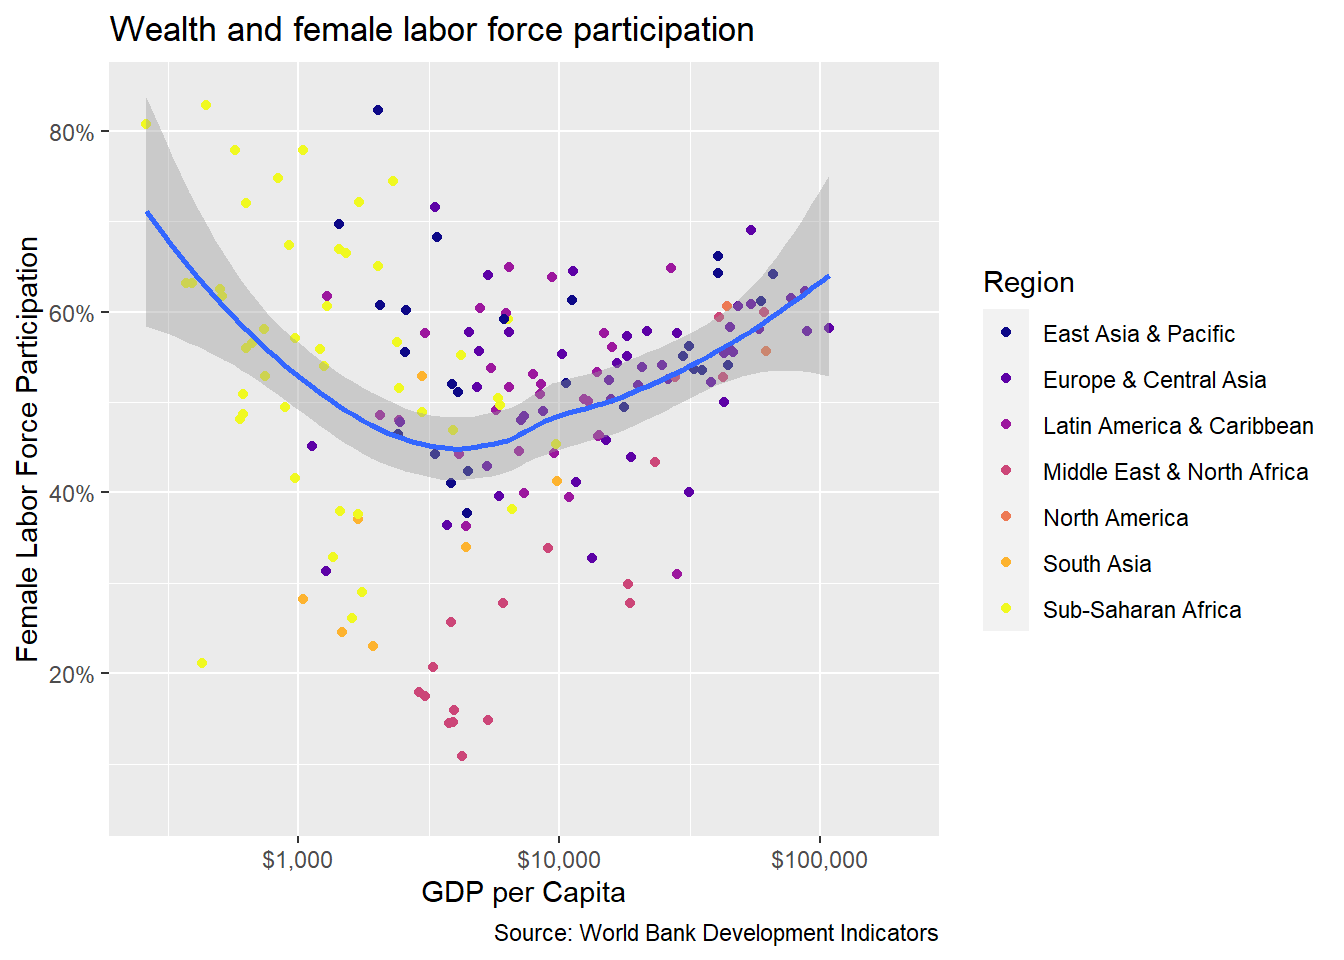 Wealth and female labor force participation
80%
60%
40%
20%
Female Labor Force Participation
$1,000
$10,000
$100,000
GDP per Capita
Source: World Bank Development Indicators
Region
East Asia & Pacific
Europe & Central Asia
Latin America & Caribbean
Middle East & North Africa
North America
South Asia
Sub-Saharan Africa